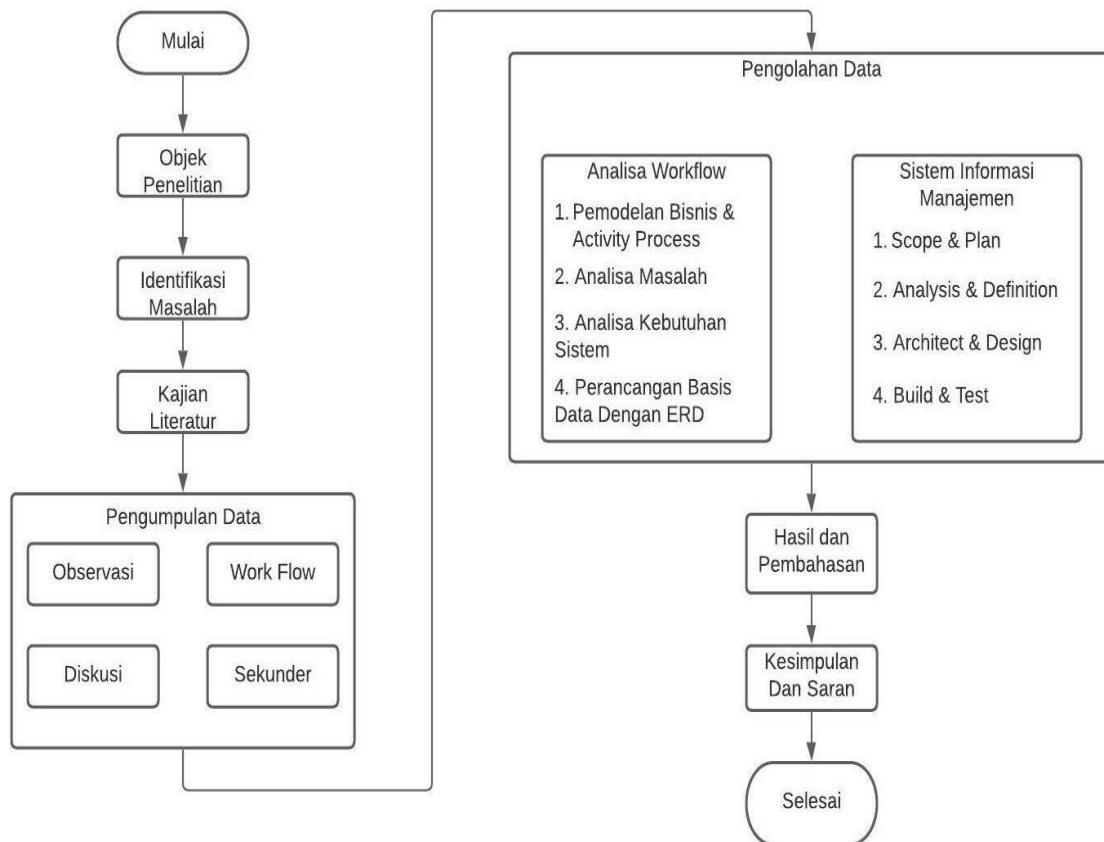 Mulai
Objek
Penelitian
Identifikasi
Masalah
Kajian
Literatur
Pengumpulan Data
Observasi
Work Flow
Diskusi
Sekunder
Pengolahan Data
Analisa Workflow
1. Pemodelan Bisnis &
Activity Process
2. Analisa Masalah
3. Analisa Kebutuhan
Sistem
4. Perancangan Basis
Data Dengan ERD
Sistem Informasi
Manajemen
1. Scope & Plan
2. Analysis & Definition
3. Architect & Design
4. Build & Test
Hasil dan
Pembahasan
Kesimpulan
Dan Saran
Selesai